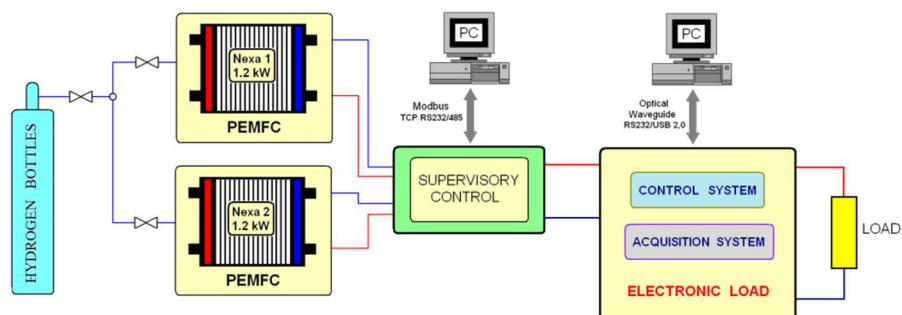 HYDROGEN BOTTLES
Nexa 1
1.2 kW
PEMFC
Nexa 2
1.2 kW
PEMFC
PC
Modbus
TCP RS232/485
SUPERVISORY
CONTROL
PC
Optical
Waveguide
RS232/USB 2,0
CONTROL SYSTEM
ACQUISITION SYSTEM
ELECTRONIC LOAD
LOAD